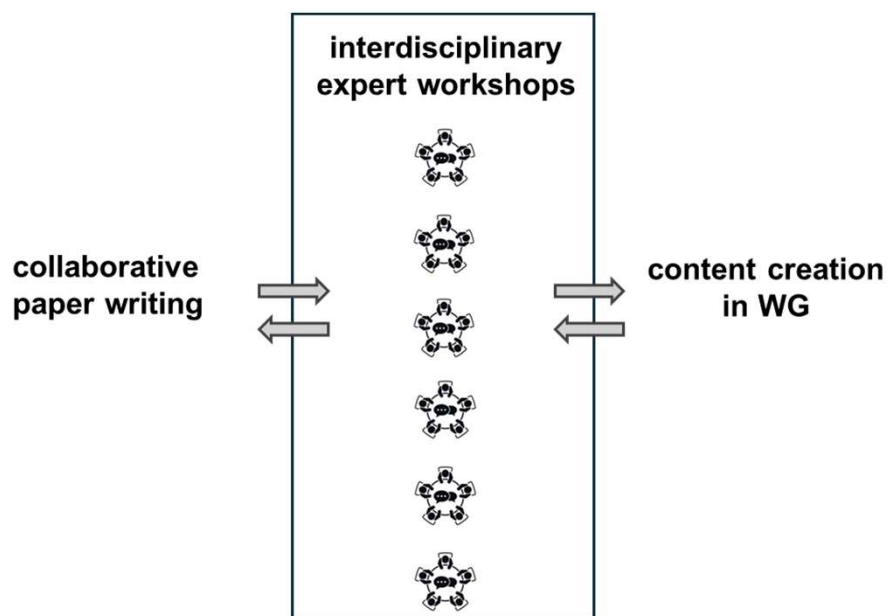 interdisciplinary
expert workshops
collaborative
paper writing
content creation
in WG